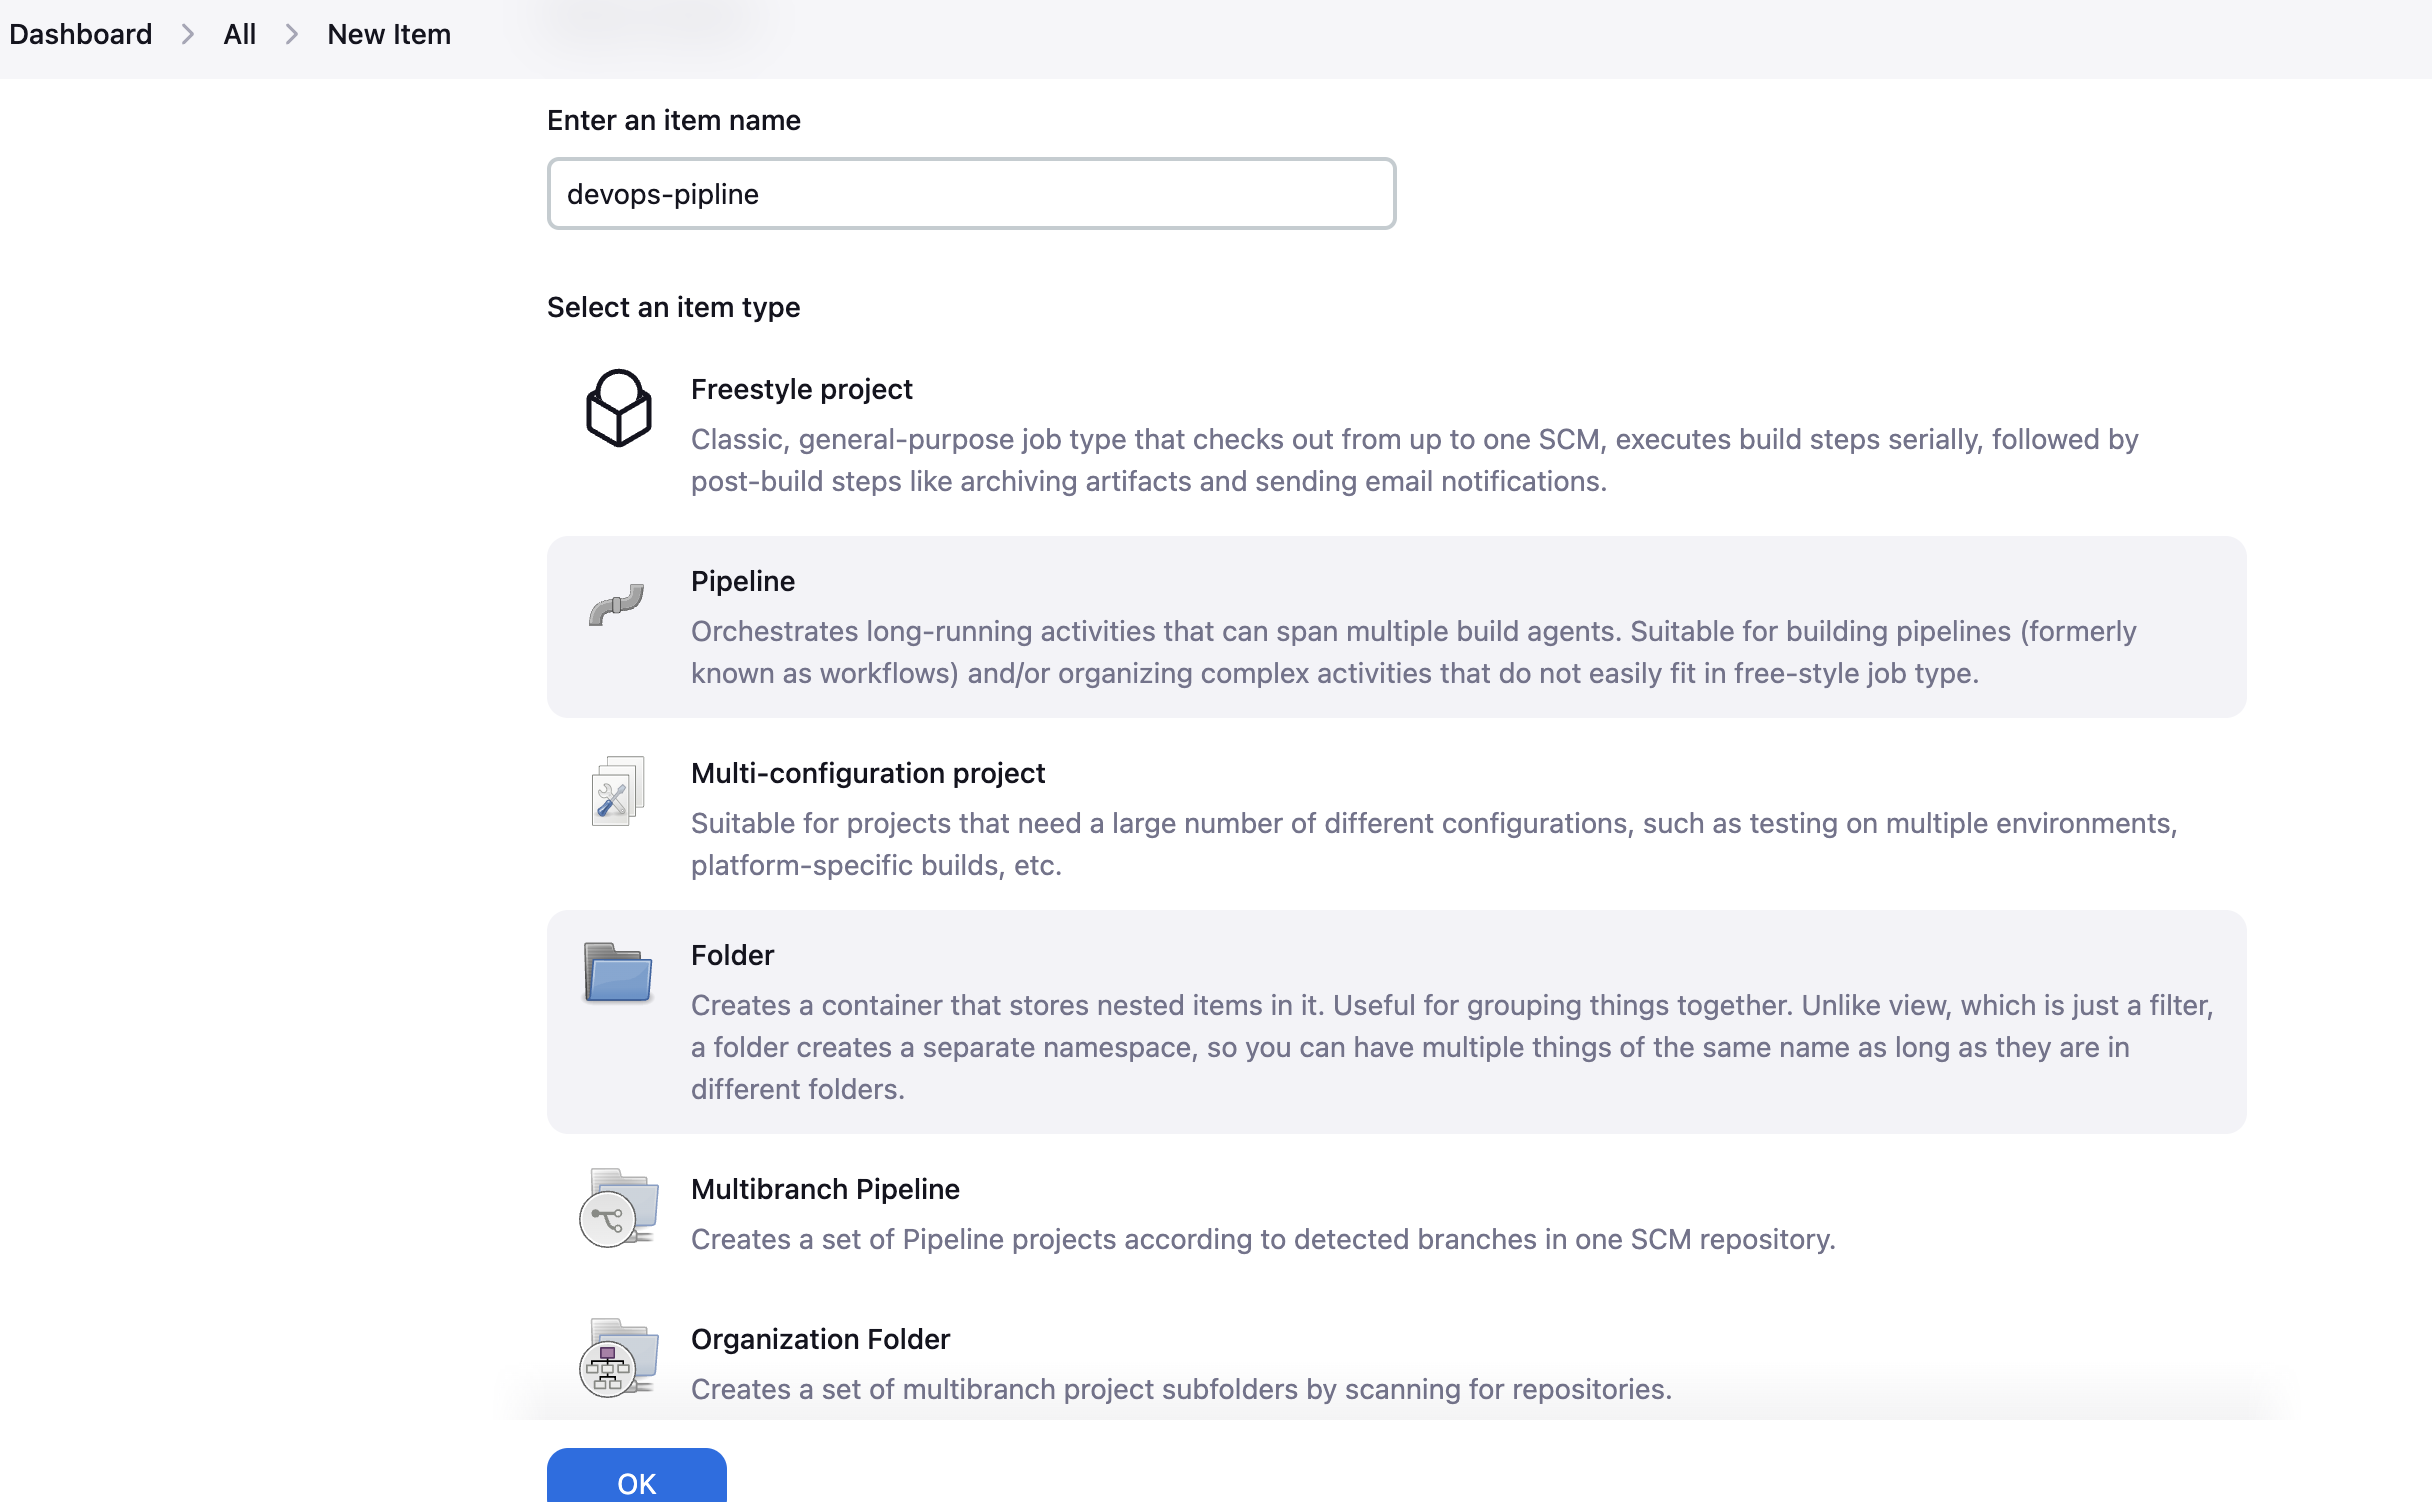 Dashboard > All > New Item
Enter an item name
devops-pipline
Select an item type
Freestyle project
Classic, general-purpose job type that checks out from up to one SCM, executes build steps serially, followed by
post-build steps like archiving artifacts and sending email notifications.
Pipeline
Orchestrates long-running activities that can span multiple build agents. Suitable for building pipelines (formerly
known as workflows) and/or organizing complex activities that do not easily fit in free-style job type.
Multi-configuration project
Suitable for projects that need a large number of different configurations, such as testing on multiple environments,
platform-specific builds, etc.
Folder
Creates a container that stores nested items in it. Useful for grouping things together. Unlike view, which is just a filter,
a folder creates a separate namespace, so you can have multiple things of the same name as long as they are in
different folders.
Multibranch Pipeline
Creates a set of Pipeline projects according to detected branches in one SCM repository.
Organization Folder
Creates a set of multibranch project subfolders by scanning for repositories.
OK